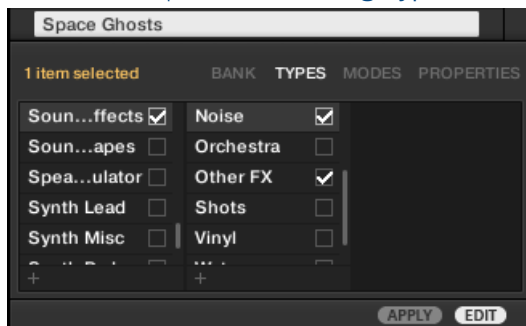 Space Ghosts
1 item selected BANK TYPES MODES PROPERTIES
Soun...ffects Noise
Soun...apes Orchestra
Spea...ulator Other FX
Synth Lead Shots
Synth Misc Vinyl
+ +
APPLY EDIT